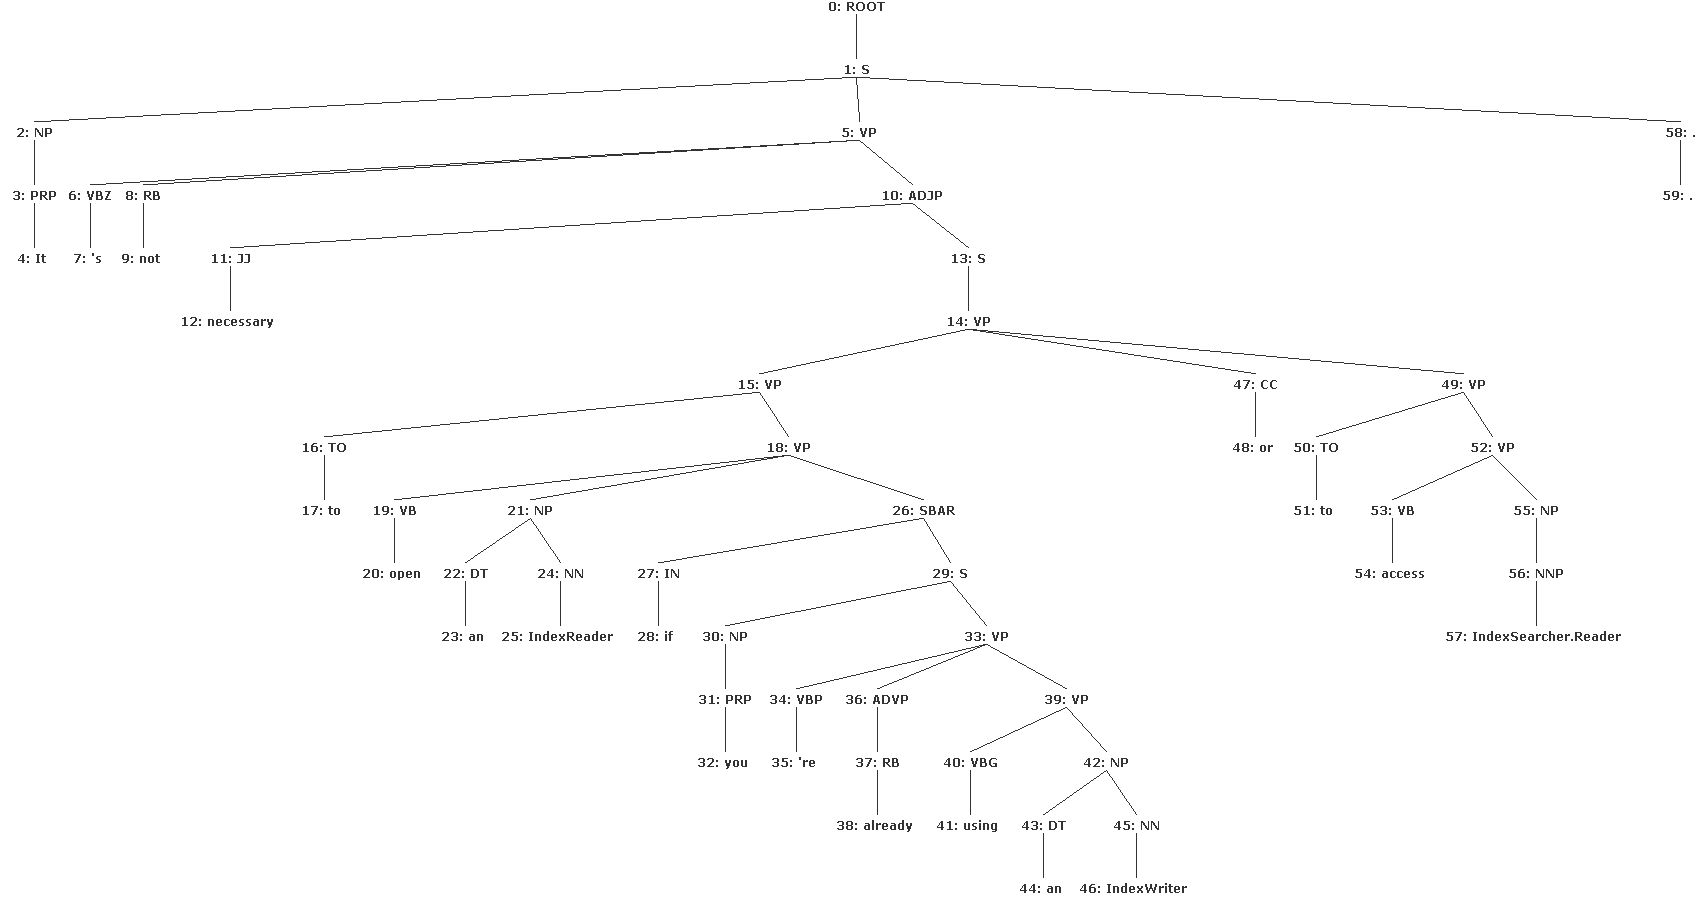 0: ROOT
1: S
2: NP 5: VP 58: .
3: PRP 6: VBZ 8: RB 10: ADJP 59: .
4: It 7: 's 9: not 11: JJ 13: S
12: necessary 14: VP
15: VP 47: CC 49: VP
16: TO 18: VP 48: or 50: TO 52: VP
17: to 19: VB 21: NP 26: SBAR 51: to 53: VB 55: NP
20: open 22: DT 24: NN 27: IN 29: S 54: access 56: NNP
23: an 25: IndexReader 28: if 30: NP 33: VP 57: IndexSearcher.Reader
31: PRP 34: VBP 36: ADVP 39: VP
32: you 35: 're 37: RB 40: VBG 42: NP
38: already 41: using 43: DT 45: NN
44: an 46: IndexWriter